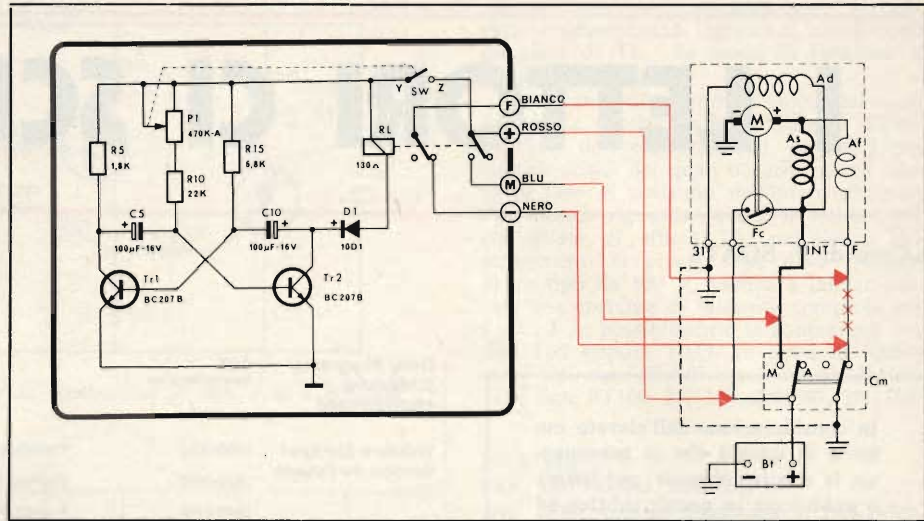 Y
SW
Z
P1
470K-A
R5
1,8K
R15
6,8K
RL
130Ω
R10
22K
C5
100µF-16V
C10
100µF-16V
D1
10D1
Tr1
BC207B
Tr2
BC207B
F BIANCO
+ ROSSO
M BLU
- NERO
Ad
- M +
As
Af
Fc
31 C INT F
M A Cm
- Bt +